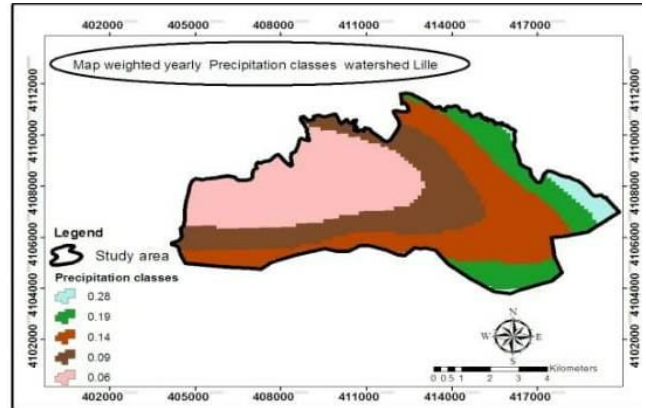 402000 405000 408000 411000 414000 417000
Map weighted yearly Precipitation classes watershed Lille
4112000 4112000
4110000 4110000
4108000 4108000
4106000 4106000
4104000 4104000
4102000 4102000
Legend
Study area
Precipitation classes
0.28
0.19
0.14
0.09
0.06
N
W E
S
Kilometers
0 0.5 1 2 3 4
402000 405000 408000 411000 414000 417000